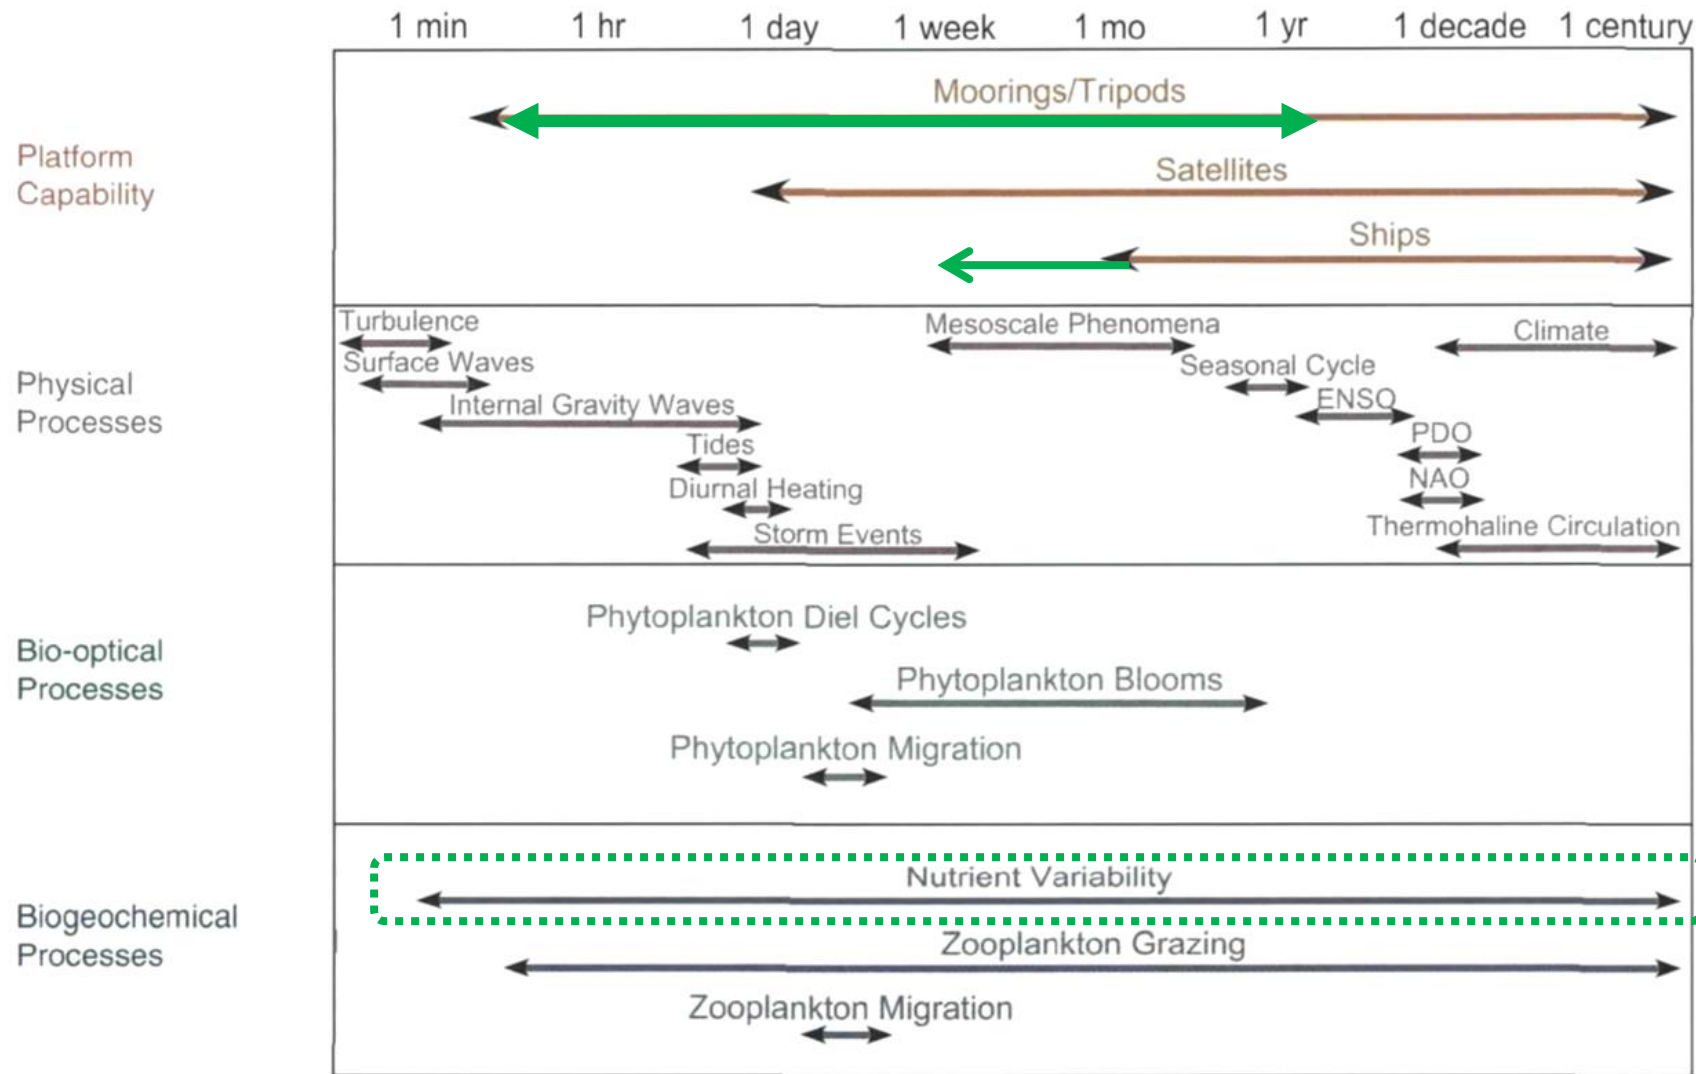 1 min 1 hr 1 day 1 week 1 mo 1 yr 1 decade 1 century
Platform
Capability
Moorings/Tripods
Satellites
Ships
Physical
Processes
Turbulence
Surface Waves
Internal Gravity Waves
Tides
Diurnal Heating
Storm Events
Mesoscale Phenomena
Seasonal Cycle
ENSO
Climate
PDO
NAO
Thermohaline Circulation
Bio-optical
Processes
Phytoplankton Diel Cycles
Phytoplankton Blooms
Phytoplankton Migration
Biogeochemical
Processes
Nutrient Variability
Zooplankton Grazing
Zooplankton Migration